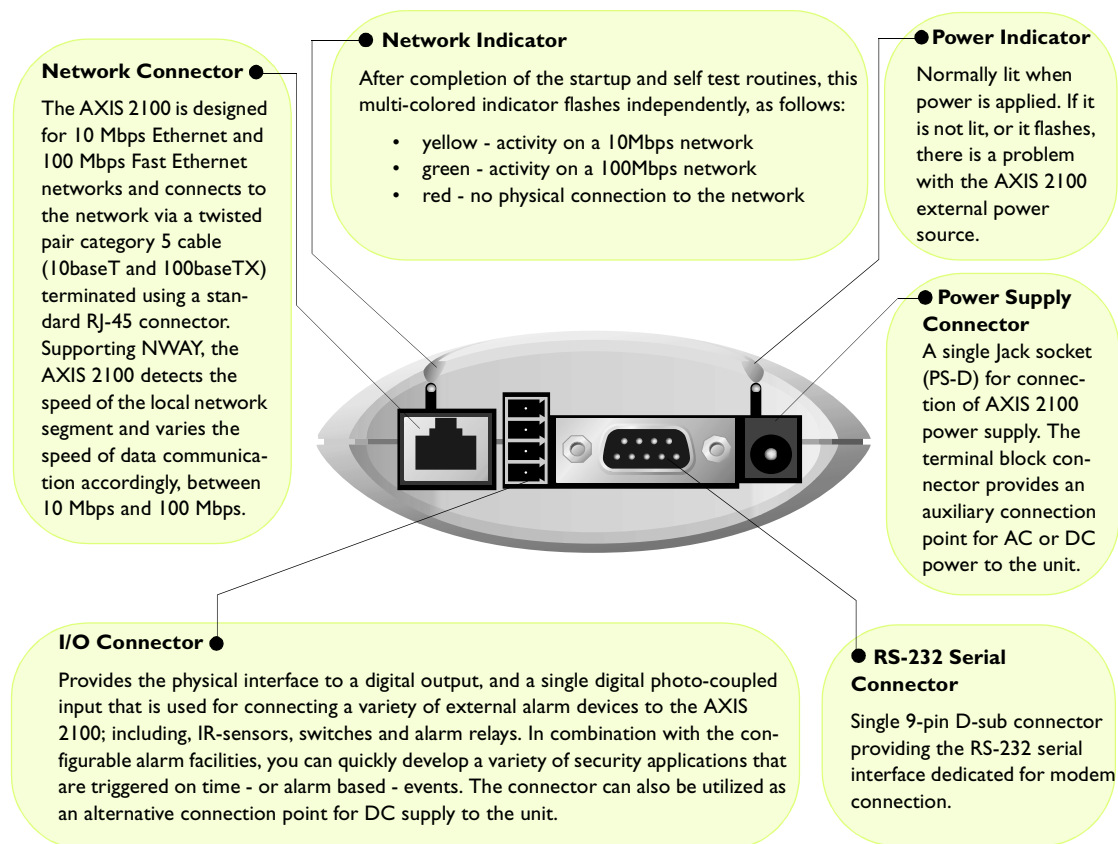 Network Connector
The AXIS 2100 is designed
for 10 Mbps Ethernet and
100 Mbps Fast Ethernet
networks and connects to
the network via a twisted
pair category 5 cable
(10baseT and 100baseTX)
terminated using a stan-
dard RJ-45 connector.
Supporting NWAY, the
AXIS 2100 detects the
speed of the local network
segment and varies the
speed of data communica-
tion accordingly, between
10 Mbps and 100 Mbps.
Network Indicator
After completion of the startup and self test routines, this
multi-colored indicator flashes independently, as follows:
• yellow - activity on a 10Mbps network
• green - activity on a 100Mbps network
• red - no physical connection to the network
Power Indicator
Normally lit when
power is applied. If it
is not lit, or it flashes,
there is a problem
with the AXIS 2100
external power
source.
Power Supply
Connector
A single Jack socket
(PS-D) for connec-
tion of AXIS 2100
power supply. The
terminal block con-
nector provides an
auxiliary connection
point for AC or DC
power to the unit.
I/O Connector
Provides the physical interface to a digital output, and a single digital photo-coupled
input that is used for connecting a variety of external alarm devices to the AXIS
2100; including, IR-sensors, switches and alarm relays. In combination with the con-
figurable alarm facilities, you can quickly develop a variety of security applications that
are triggered on time - or alarm based - events. The connector can also be utilized as
an alternative connection point for DC supply to the unit.
RS-232 Serial
Connector
Single 9-pin D-sub connector
providing the RS-232 serial
interface dedicated for modem
connection.